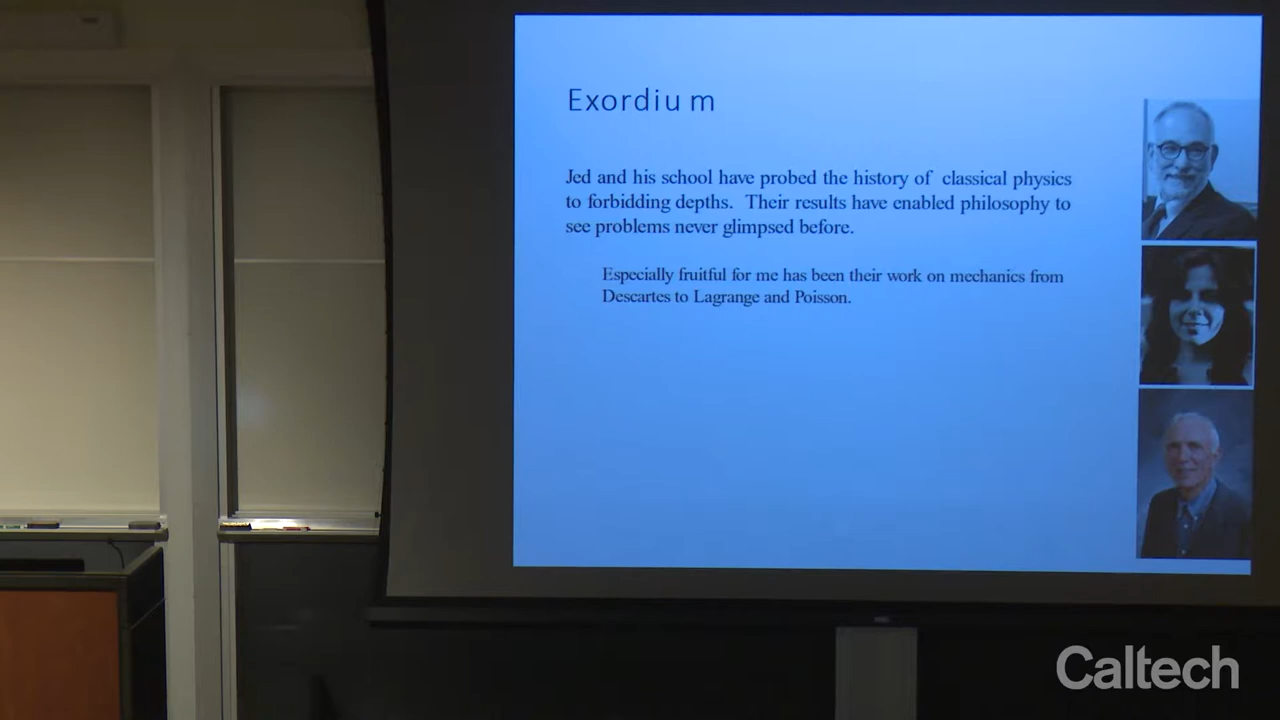 Exordium
Jed and his school have probed the history of classical physics
to forbidding depths. Their results have enabled philosophy to
see problems never glimpsed before.
Especially fruitful for me has been their work on mechanics from
Descartes to Lagrange and Poisson.
Caltech